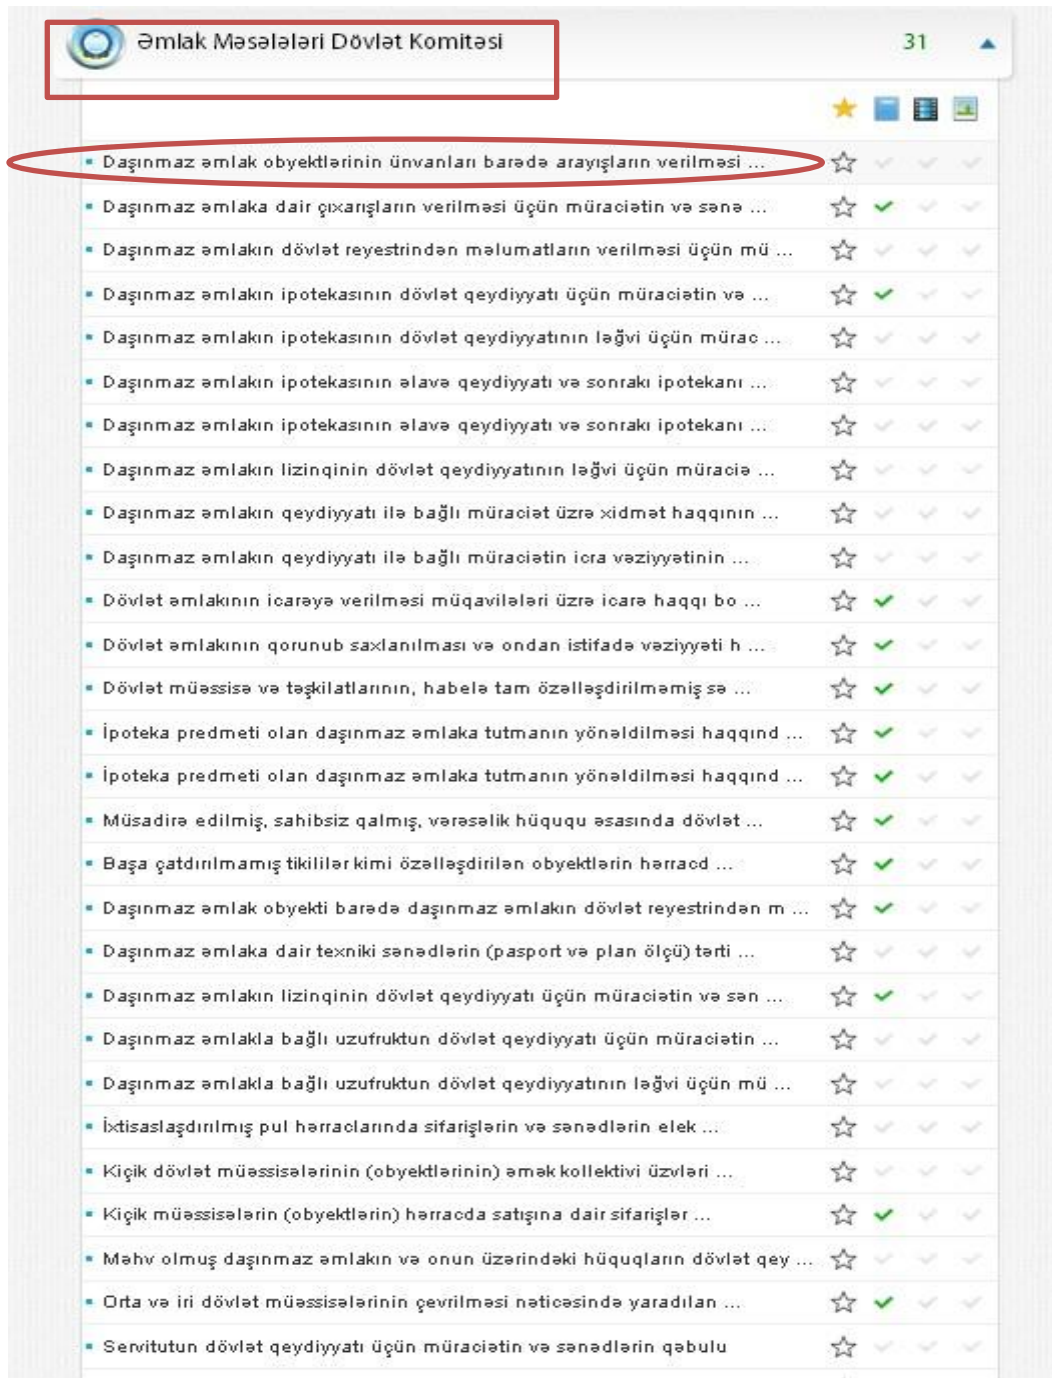 Əmlak Məsələləri Dövlət Komitəsi 31
Daşınmaz əmlak obyektlərinin ünvanları barədə arayışların verilməsi ...
Daşınmaz əmlaka dair çıxarışların verilməsi üçün müraciətin və sənə ...
Daşınmaz əmlakın dövlət reyestrindən məlumatların verilməsi üçün mü ...
Daşınmaz əmlakın ipotekasının dövlət qeydiyyatı üçün müraciətin və ...
Daşınmaz əmlakın ipotekasının dövlət qeydiyyatının ləğvi üçün mürac ...
Daşınmaz əmlakın ipotekasının əlavə qeydiyyatı və sonrakı ipotekanı ...
Daşınmaz əmlakın ipotekasının əlavə qeydiyyatı və sonrakı ipotekanı ...
Daşınmaz əmlakın lizinqinin dövlət qeydiyyatının ləğvi üçün müraciə ...
Daşınmaz əmlakın qeydiyyatı ilə bağlı müraciət üzrə xidmət haqqının ...
Daşınmaz əmlakın qeydiyyatı ilə bağlı müraciətin icra vəziyyətinin ...
Dövlət əmlakının icarəyə verilməsi müqavilələri üzrə icarə haqqı bo ...
Dövlət əmlakının qorunub saxlanılması və ondan istifadə vəziyyəti h ...
Dövlət müəssisə və təşkilatlarının, habelə tam özəlləşdirilməmiş sə ...
İpoteka predmeti olan daşınmaz əmlaka tutmanın yönəldilməsi haqqınd ...
İpoteka predmeti olan daşınmaz əmlaka tutmanın yönəldilməsi haqqınd ...
Müsadirə edilmiş, sahibsiz qalmış, vərəsəlik hüququ əsasında dövlət ...
Başa çatdırılmamış tikililər kimi özəlləşdirilən obyektlərin hərracd ...
Daşınmaz əmlak obyekti barədə daşınmaz əmlakın dövlət reyestrindən m ...
Daşınmaz əmlaka dair texniki sənədlərin (pasport və plan ölçü) tərti ...
Daşınmaz əmlakın lizinqinin dövlət qeydiyyatı üçün müraciətin və sən ...
Daşınmaz əmlakla bağlı uzufruktun dövlət qeydiyyatı üçün müraciətin ...
Daşınmaz əmlakla bağlı uzufruktun dövlət qeydiyyatının ləğvi üçün mü ...
İxtisaslaşdırılmış pul hərraclarında sifarişlərin və sənədlərin elek ...
Kiçik dövlət müəssisələrinin (obyektlərinin) əmək kollektivi üzvləri ...
Kiçik müəssisələrin (obyektlərin) hərracda satışına dair sifarişlər ...
Məhv olmuş daşınmaz əmlakın və onun üzərindəki hüquqların dövlət qey ...
Orta və iri dövlət müəssisələrinin çevrilməsi nəticəsində yaradılan ...
Servitutun dövlət qeydiyyatı üçün müraciətin və sənədlərin qəbulu